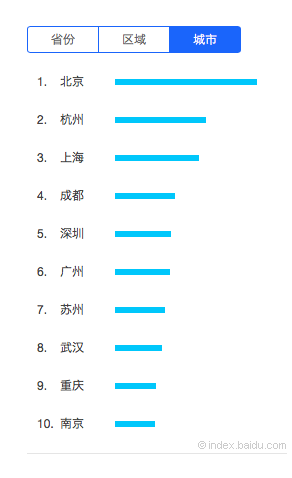 省份 区域 城市
1. 北京
2. 杭州
3. 上海
4. 成都
5. 深圳
6. 广州
7. 苏州
8. 武汉
9. 重庆
10. 南京
© index.baidu.com